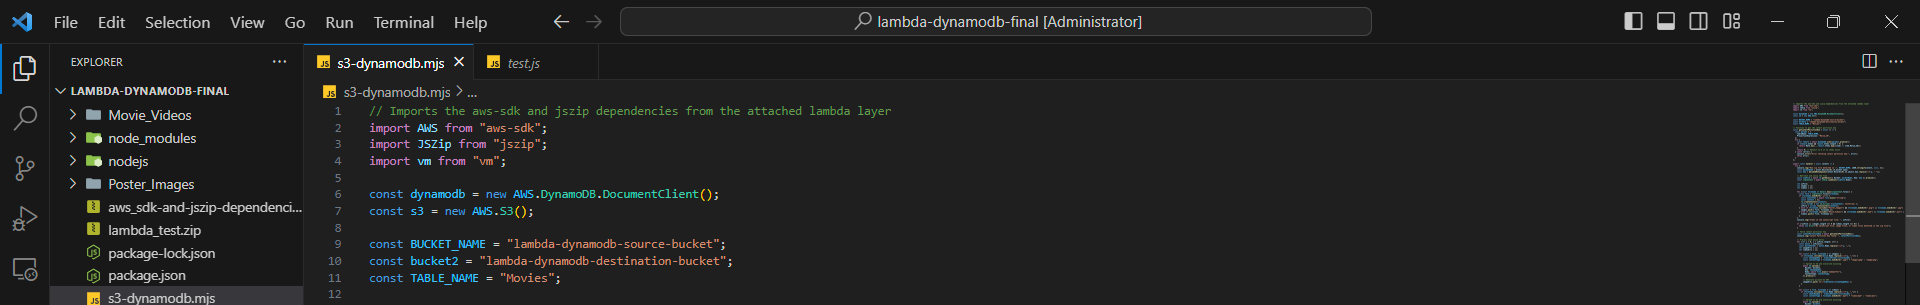 File Edit Selection View Go Run Terminal Help
lambda-dynamodb-final [Administrator]
EXPLORER
LAMBDA-DYNAMODB-FINAL
Movie_Videos
node_modules
nodejs
Poster_Images
aws_sdk-and-jszip-dependenci...
lambda_test.zip
package-lock.json
package.json
JS s3-dynamodb.mjs
JS s3-dynamodb.mjs
JS test.js
JS s3-dynamodb.mjs > ...
1 // Imports the aws-sdk and jszip dependencies from the attached lambda layer
2 import AWS from "aws-sdk";
3 import JSZip from "jszip";
4 import vm from "vm";
5
6 const dynamodb = new AWS.DynamoDB.DocumentClient();
7 const s3 = new AWS.S3();
8
9 const BUCKET_NAME = "lambda-dynamodb-source-bucket";
10 const bucket2 = "lambda-dynamodb-destination-bucket";
11 const TABLE_NAME = "Movies";
12